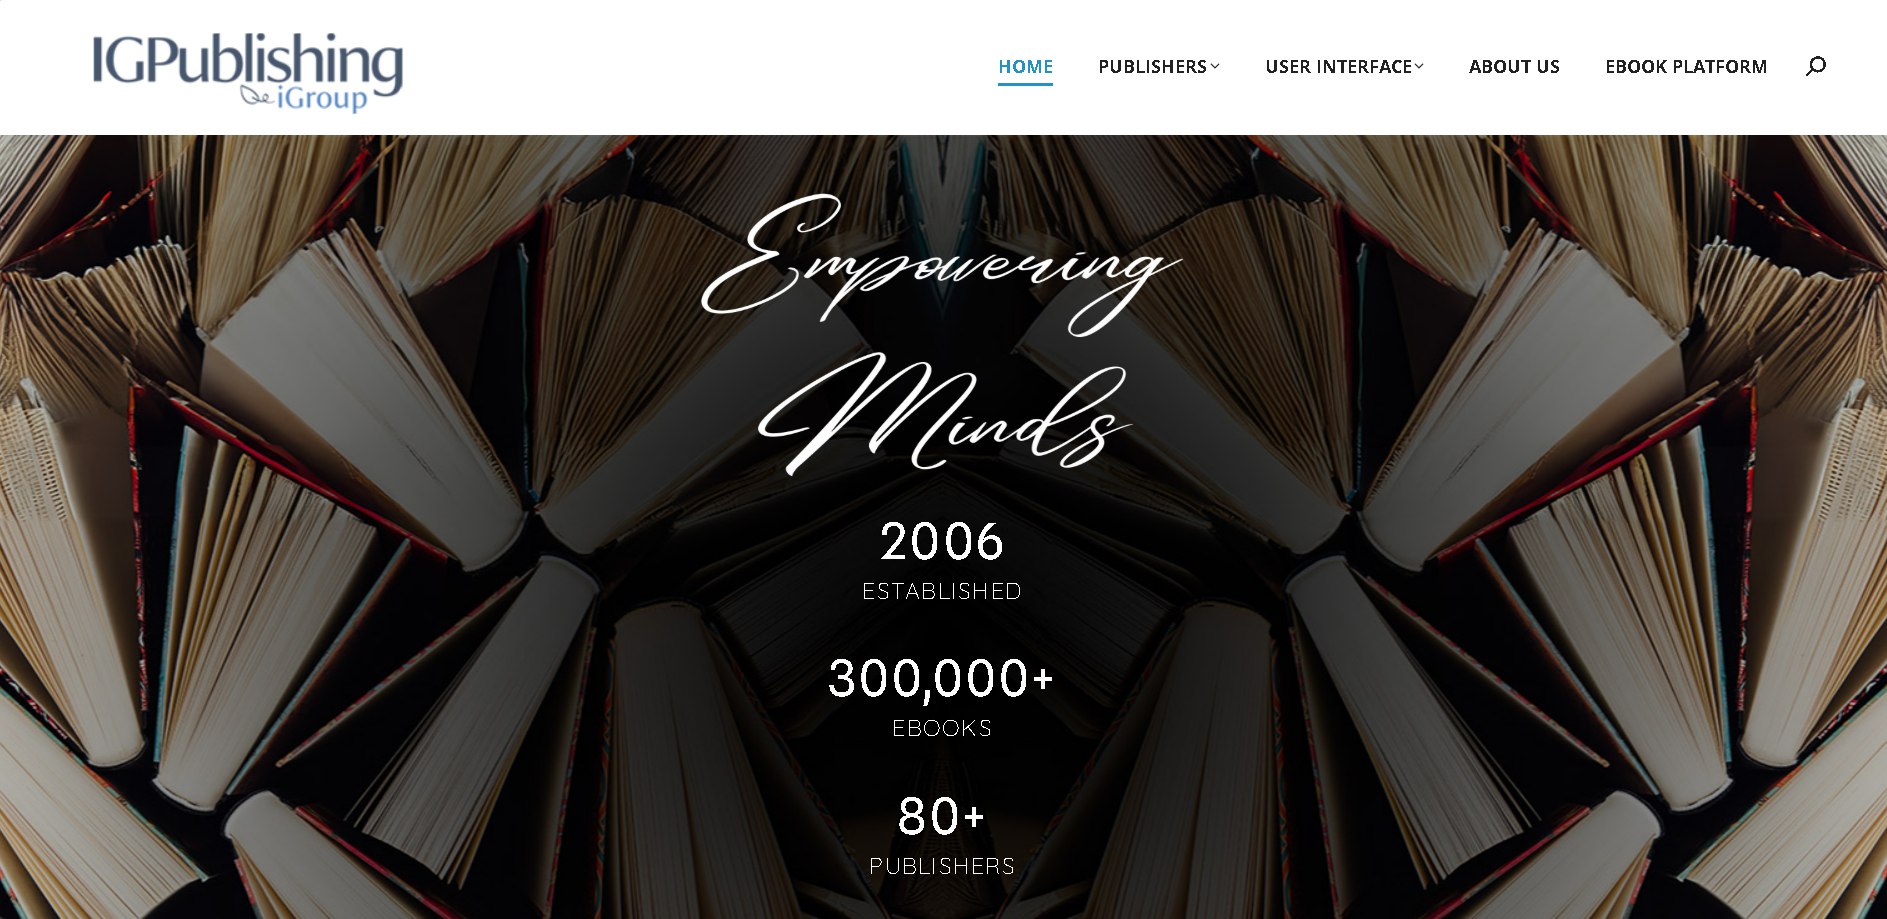 IGPublishing
iGroup
HOME
PUBLISHERS
USER INTERFACE
ABOUT US
EBOOK PLATFORM
Empowering
Minds
2006
ESTABLISHED
300,000+
EBOOKS
80+
PUBLISHERS